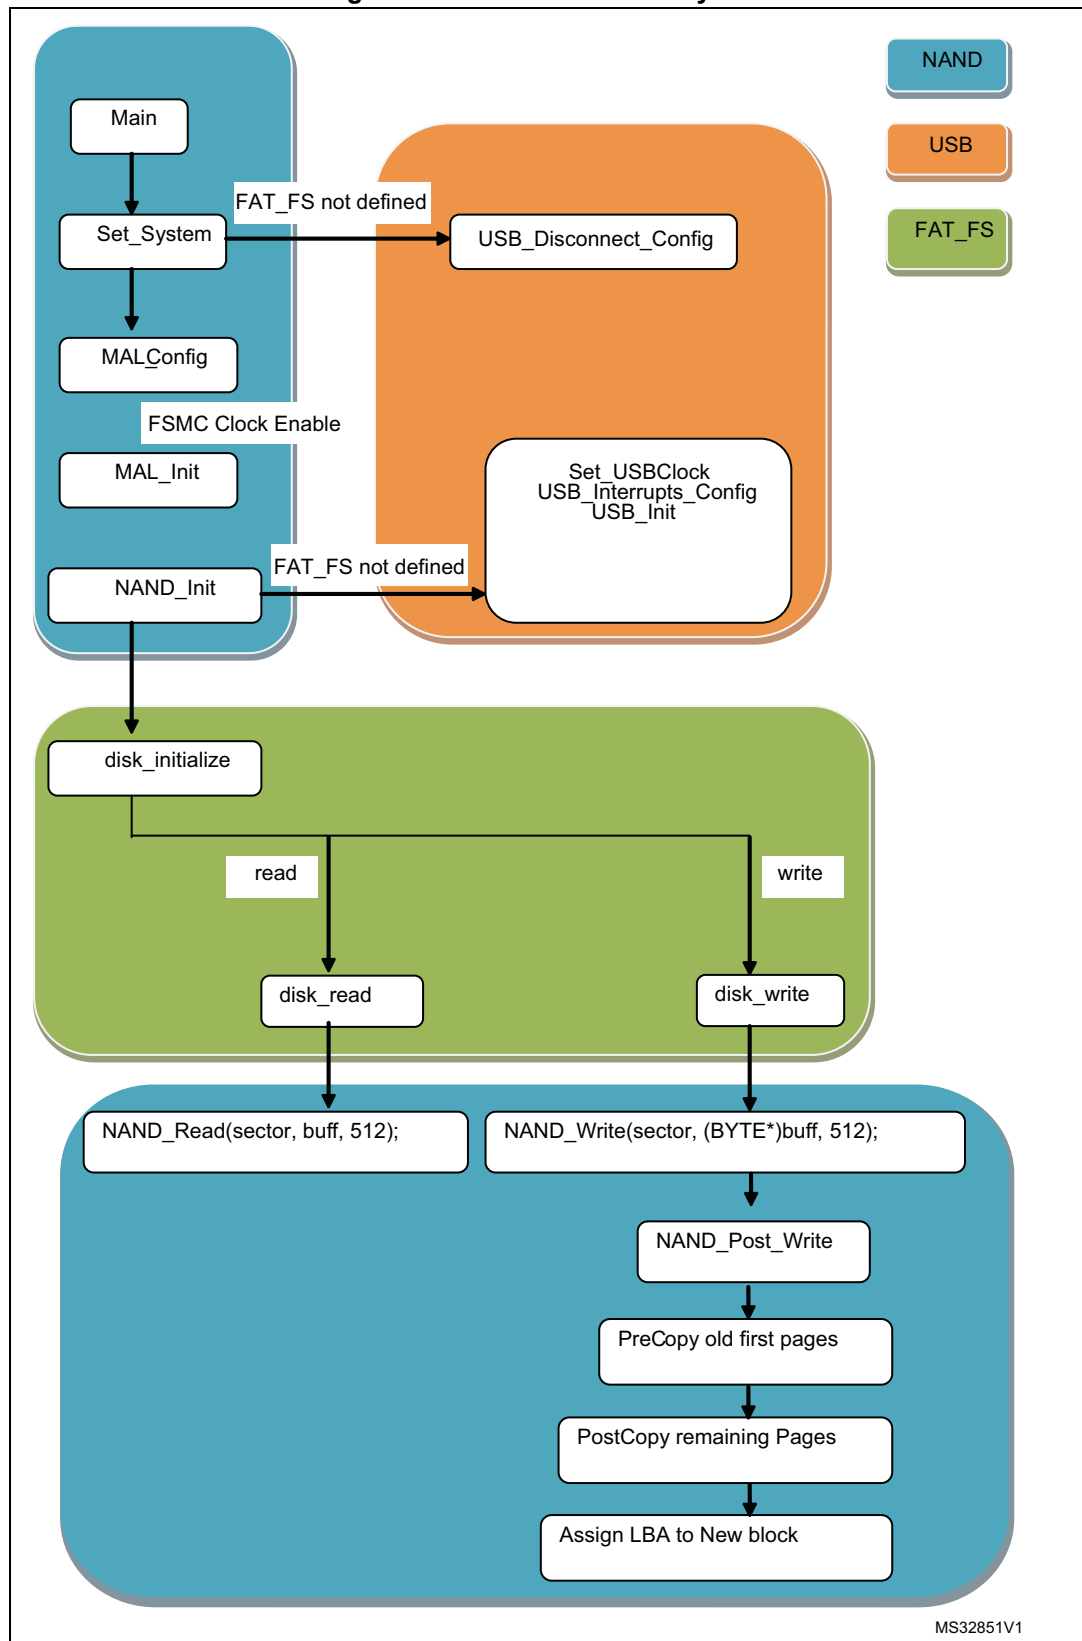 NAND
Main
USB
FAT_FS not defined
Set_System
USB_Disconnect_Config
FAT_FS
MAL_Config
FSMC Clock Enable
MAL_Init
Set_USBClock
USB_Interrupts_Config
USB_Init
FAT_FS not defined
NAND_Init
disk_initialize
read
write
disk_read
disk_write
NAND_Read(sector, buff, 512);
NAND_Write(sector, (BYTE*)buff, 512);
NAND_Post_Write
PreCopy old first pages
PostCopy remaining Pages
Assign LBA to New block
MS32851V1